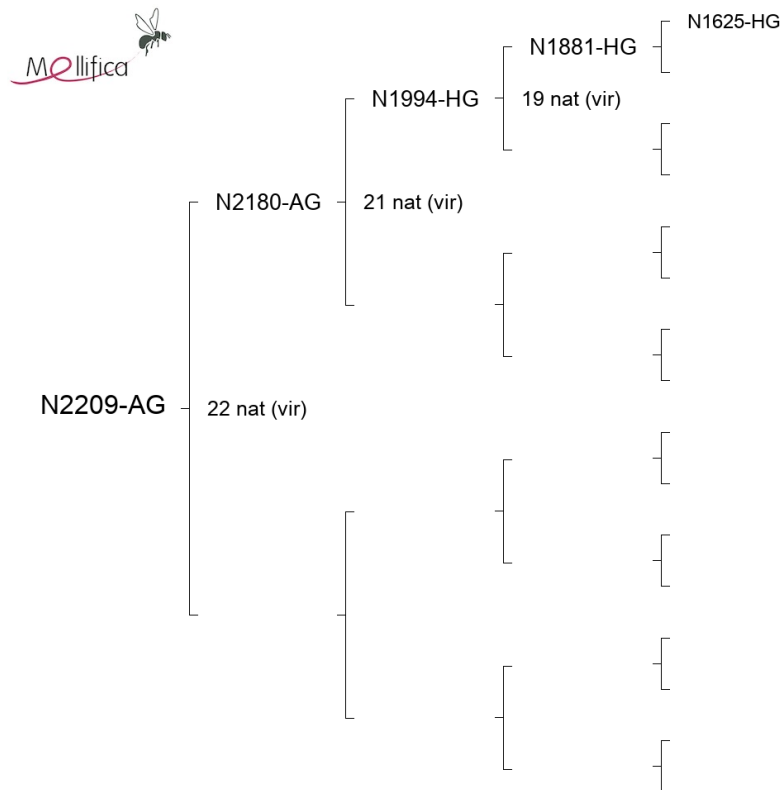 Mellifica
N1625-HG
N1881-HG
N1994-HG
19 nat (vir)
N2180-AG
21 nat (vir)
N2209-AG
22 nat (vir)